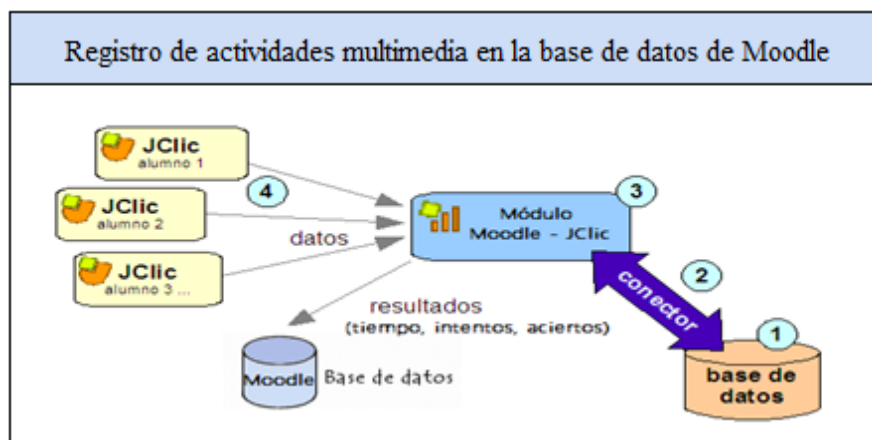 Registro de actividades multimedia en la base de datos de Moodle
JClic
alumno 1
4
3
Módulo
Moodle - JClic
JClic
alumno 2
datos
JClic
alumno 3 ...
2
conector
resultados
(tiempo, intentos, aciertos)
1
Moodle
Base de datos
base de
datos